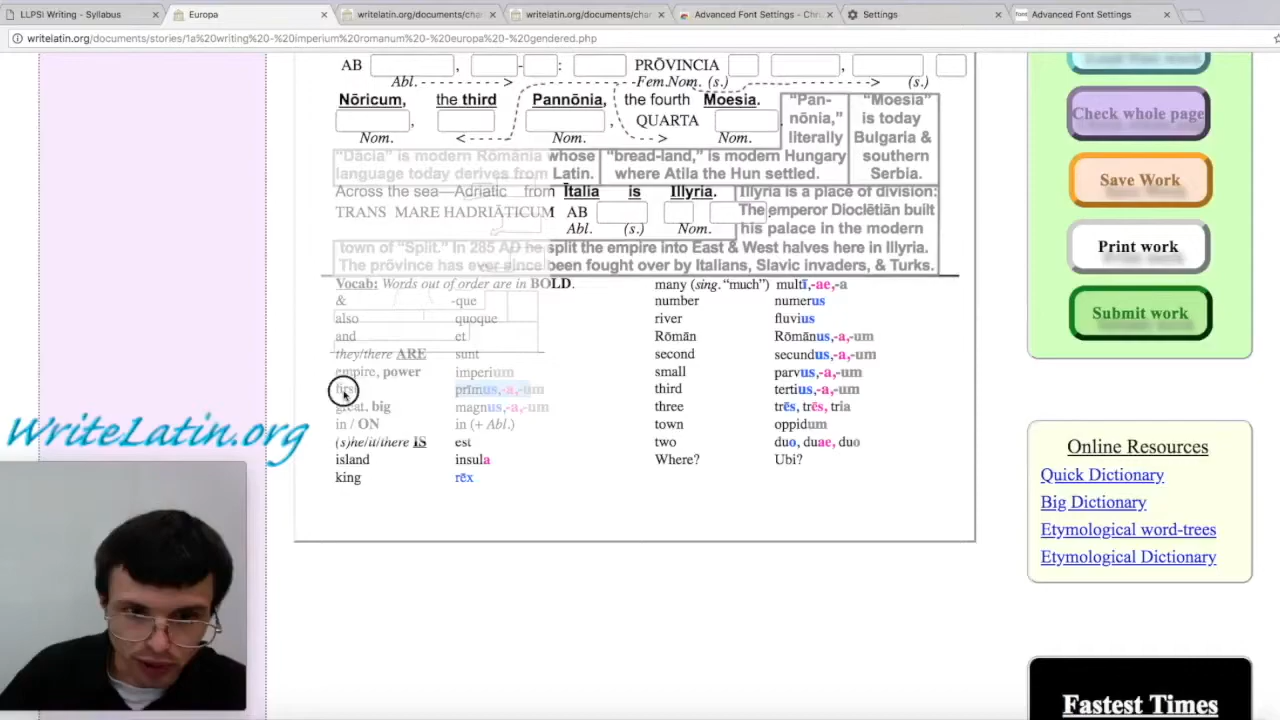 LLPSI Writing - Syllabus
Europa
writelatin.org/documents/cha
writelatin.org/documents/cha
Advanced Font Settings - Chr
Settings
Advanced Font Settings
writelatin.org/documents/stories/1a%20writing%20-%20imperium%20romanum%20-%20europa%20-%20gendered.php
AB , - : PRŌVINCIA ,
Abl. Fem.Nom. (s.) (s.)
Nōricum, the third Pannōnia, the fourth Moesia.
, , QUARTA .
Nom. Nom. Nom.
"Pan-
nōnia,"
literally
"bread-land," is modern Hungary
where Atila the Hun settled.
"Moesia"
is today
Bulgaria &
southern
Serbia.
"Dācia" is modern Rōmānia whose
language today derives from Latin.
Across the sea—Adriatic from Ītalia is Illyria.
TRANS MARE HADRIĀTICUM AB
Abl. (s.) Nom.
Illyria is a place of division:
The emperor Dioclētiān built
his palace in the modern
town of "Split." In 285 AD he split the empire into East & West halves here in Illyria.
The prōvince has ever since been fought over by Italians, Slavic invaders, & Turks.
Vocab: Words out of order are in BOLD.
& -que
also quoque
and et
they/there ARE sunt
empire, power imperium
first prīmus,-a,-um
great, big magnus,-a,-um
in / ON in (+ Abl.)
(s)he/it/there IS est
island insula
king rēx
many (sing. "much") multī,-ae,-a
number numerus
river fluvius
Rōmān Rōmānus,-a,-um
second secundus,-a,-um
small parvus,-a,-um
third tertius,-a,-um
three trēs, trēs, tria
town oppidum
two duo, duae, duo
Where? Ubi?
Check whole page
Save Work
Print work
Submit work
Online Resources
Quick Dictionary
Big Dictionary
Etymological word-trees
Etymological Dictionary
Fastest Times
WriteLatin.org